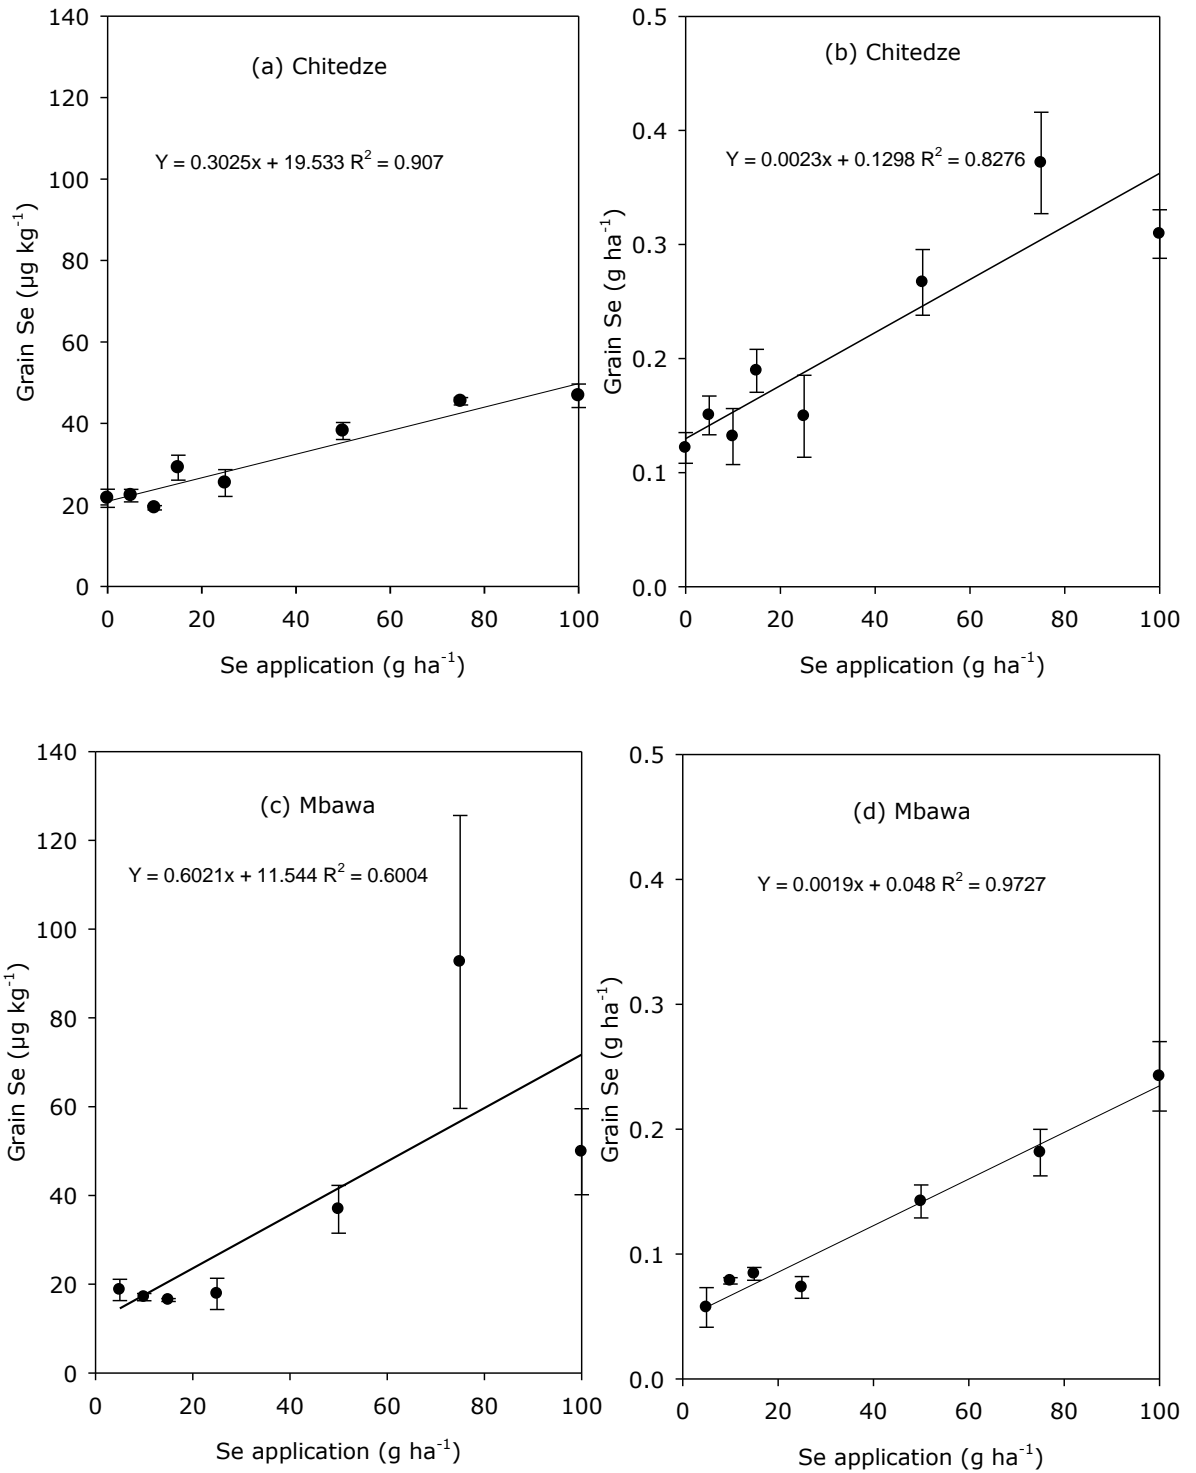 (a) Chitedze
Y = 0.3025x + 19.533 R² = 0.907
Grain Se (µg kg⁻¹)
140
120
100
80
60
40
20
0
0 20 40 60 80 100
Se application (g ha⁻¹)
(b) Chitedze
Y = 0.0023x + 0.1298 R² = 0.8276
Grain Se (g ha⁻¹)
0.5
0.4
0.3
0.2
0.1
0.0
0 20 40 60 80 100
Se application (g ha⁻¹)
(c) Mbawa
Y = 0.6021x + 11.544 R² = 0.6004
Grain Se (µg kg⁻¹)
140
120
100
80
60
40
20
0
0 20 40 60 80 100
Se application (g ha⁻¹)
(d) Mbawa
Y = 0.0019x + 0.048 R² = 0.9727
Grain Se (g ha⁻¹)
0.5
0.4
0.3
0.2
0.1
0.0
0 20 40 60 80 100
Se application (g ha⁻¹)